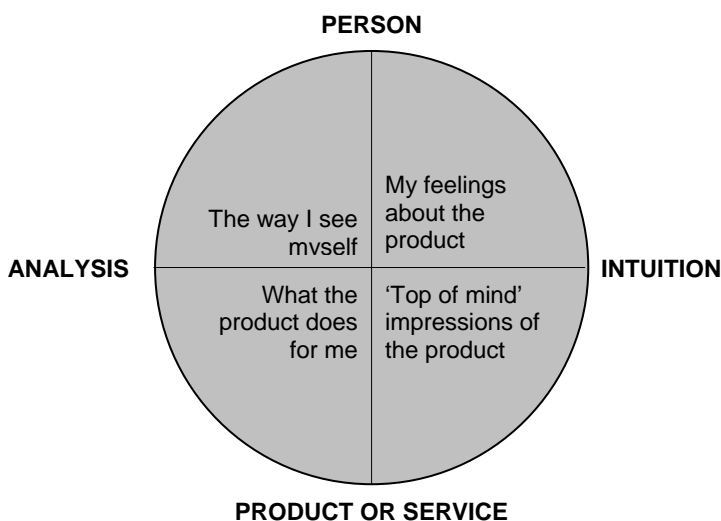 PERSON
The way I see
myself
My feelings
about the
product
ANALYSIS
INTUITION
What the
product does
for me
‘Top of mind’
impressions of
the product
PRODUCT OR SERVICE